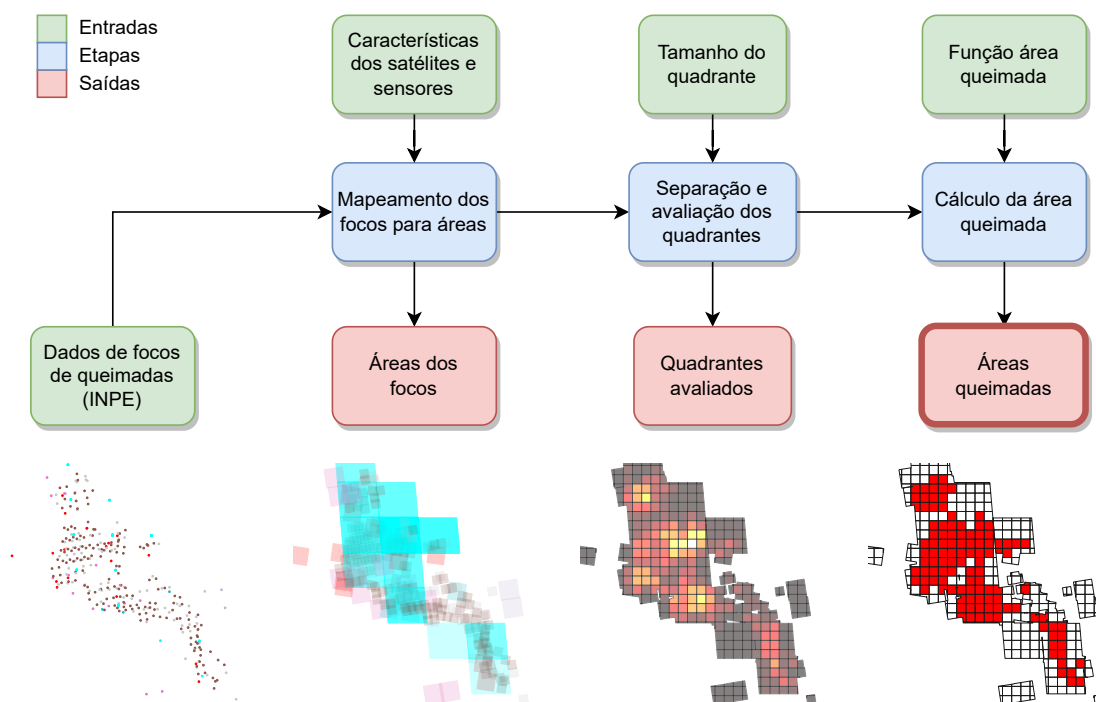 Entradas
Etapas
Saídas
Características
dos satélites e
sensores
Tamanho do
quadrante
Função área
queimada
Mapeamento dos
focos para áreas
Separação e
avaliação dos
quadrantes
Cálculo da área
queimada
Dados de focos
de queimadas
(INPE)
Áreas dos
focos
Quadrantes
avaliados
Áreas
queimadas